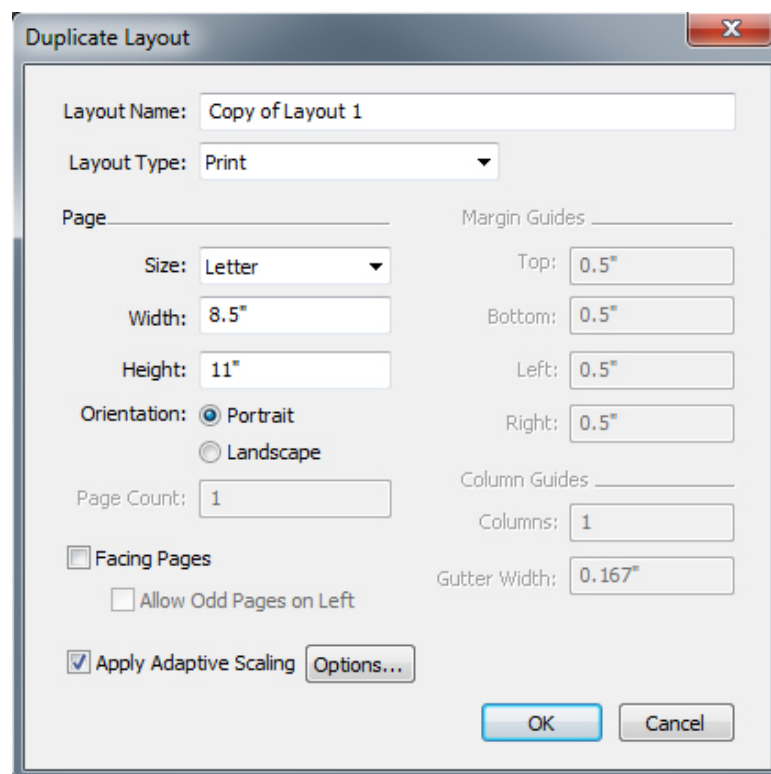 Duplicate Layout
Layout Name: Copy of Layout 1
Layout Type: Print
Page
Size: Letter
Width: 8.5"
Height: 11"
Orientation: Portrait
Landscape
Page Count: 1
Facing Pages
Allow Odd Pages on Left
Margin Guides
Top: 0.5"
Bottom: 0.5"
Left: 0.5"
Right: 0.5"
Column Guides
Columns: 1
Gutter Width: 0.167"
Apply Adaptive Scaling Options...
OK Cancel